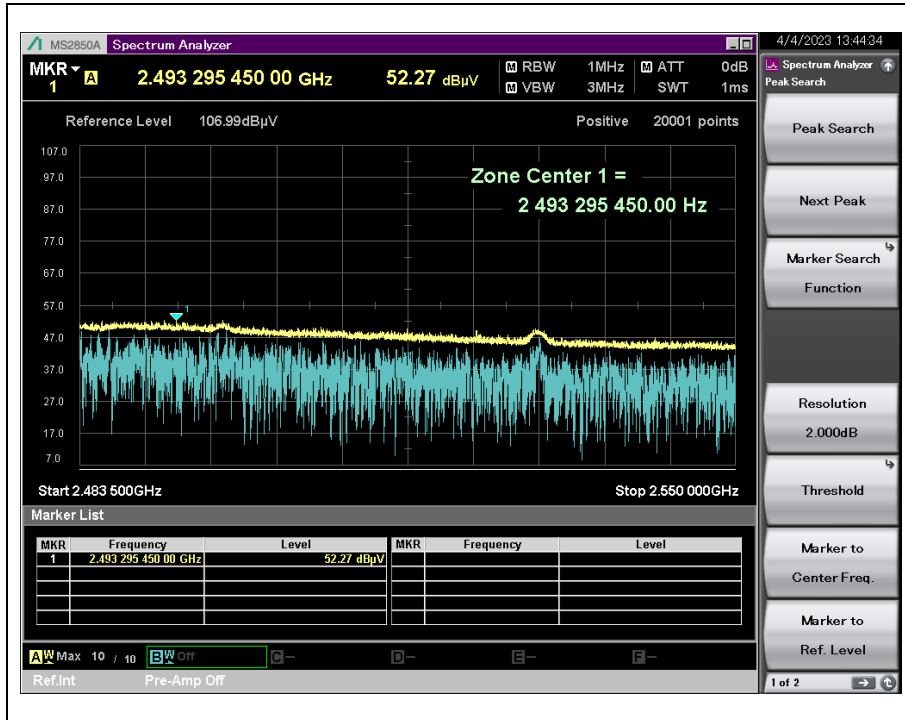 MS2850A Spectrum Analyzer
4/4/2023 13:44:34
MKR 1 A 2.493 295 450 00 GHz 52.27 dBµV
M RBW 1MHz M ATT 0dB
M VBW 3MHz SWT 1ms
Spectrum Analyzer
Peak Search
Reference Level 106.99dBµV Positive 20001 points
107.0
97.0
87.0
77.0
67.0
57.0
47.0
37.0
27.0
17.0
7.0
Zone Center 1 =
2 493 295 450.00 Hz
1
Start 2.483 500GHz Stop 2.550 000GHz
Marker List
MKR Frequency Level MKR Frequency Level
1 2.493 295 450 00 GHz 52.27 dBµV
A W Max 10 / 10 B W Off C − D − E − F −
Ref.Int Pre-Amp Off
Peak Search
Next Peak
Marker Search
Function
Resolution
2.000dB
Threshold
Marker to
Center Freq.
Marker to
Ref. Level
1 of 2